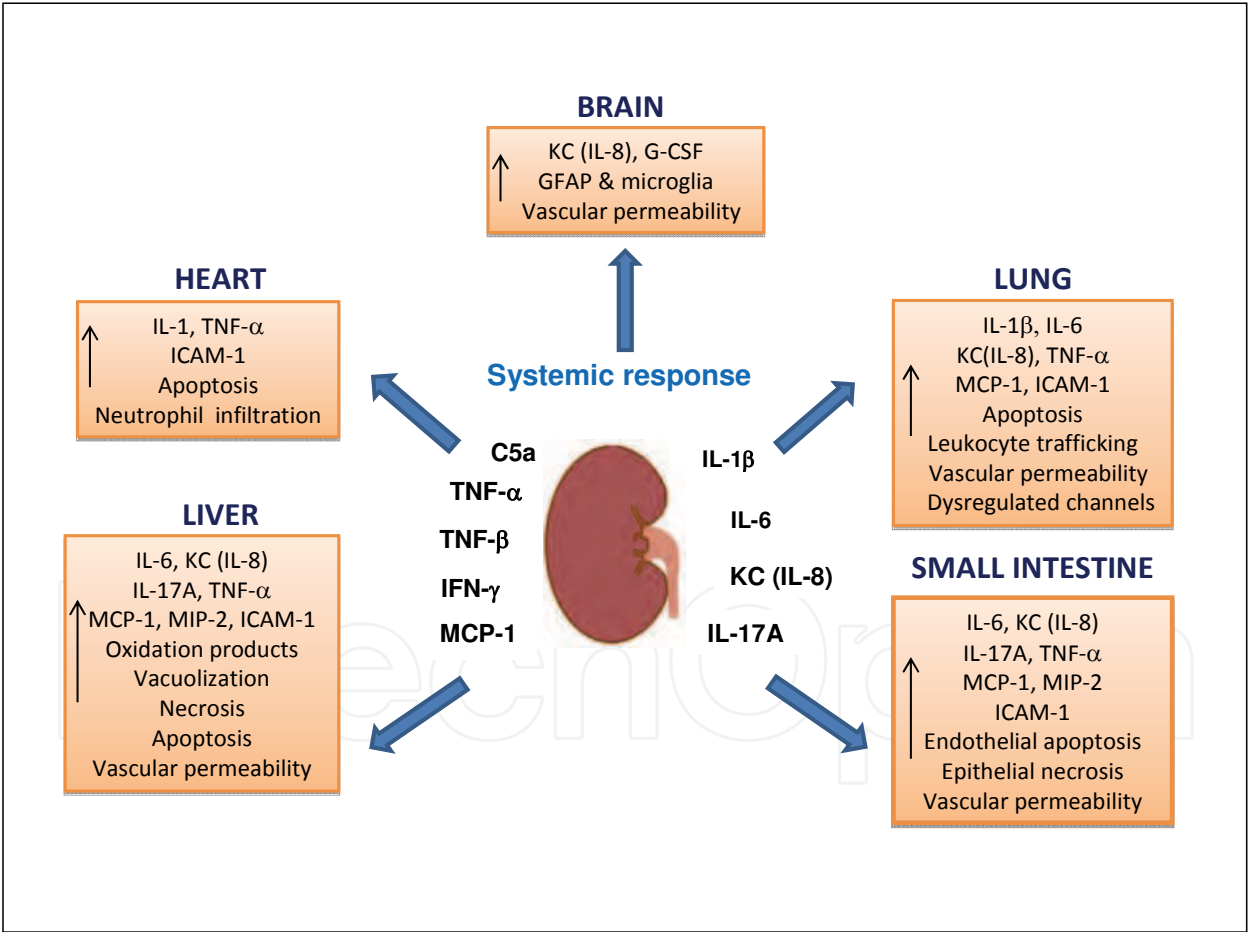 BRAIN
KC (IL-8), G-CSF
GFAP & microglia
Vascular permeability
HEART
IL-1, TNF-α
ICAM-1
Apoptosis
Neutrophil infiltration
LUNG
IL-1β, IL-6
KC(IL-8), TNF-α
MCP-1, ICAM-1
Apoptosis
Leukocyte trafficking
Vascular permeability
Dysregulated channels
Systemic response
C5a
TNF-α
TNF-β
IFN-γ
MCP-1
IL-1β
IL-6
KC (IL-8)
IL-17A
LIVER
IL-6, KC (IL-8)
IL-17A, TNF-α
MCP-1, MIP-2, ICAM-1
Oxidation products
Vacuolization
Necrosis
Apoptosis
Vascular permeability
SMALL INTESTINE
IL-6, KC (IL-8)
IL-17A, TNF-α
MCP-1, MIP-2
ICAM-1
Endothelial apoptosis
Epithelial necrosis
Vascular permeability